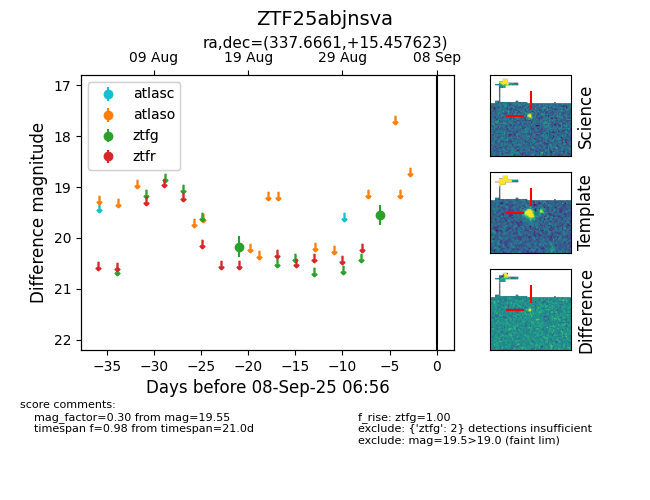 ZTF25abjnsva
ra,dec=(337.6661,+15.457623)
09 Aug 19 Aug 29 Aug 08 Sep
17
18
19
20
21
22
Difference magnitude
atlasc
atlaso
ztfg
ztfr
−35 −30 −25 −20 −15 −10 −5 0
Days before 08-Sep-25 06:56
Science
Template
Difference
score comments:
mag_factor=0.30 from mag=19.55
timespan f=0.98 from timespan=21.0d
f_rise: ztfg=1.00
exclude: {'ztfg': 2} detections insufficient
exclude: mag=19.5>19.0 (faint lim)